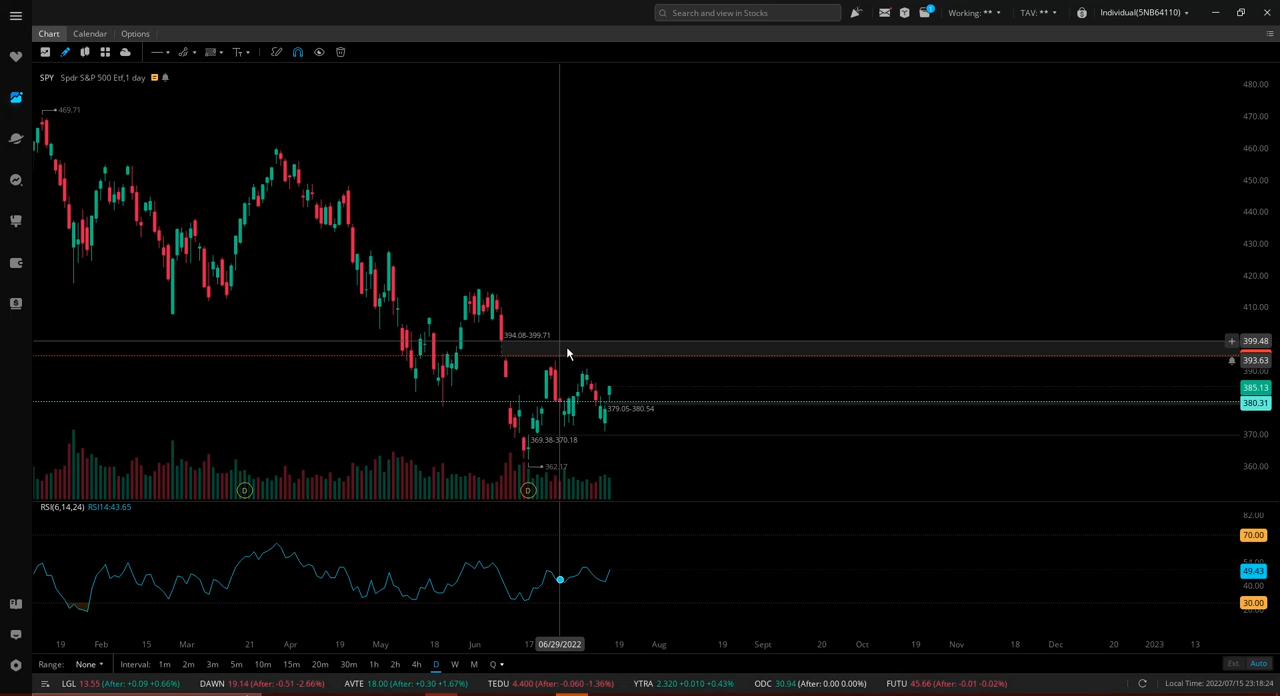 Search and view in Stocks
1
Working: **
TAV: **
Individual(5NB64110)
Chart Calendar Options
SPY Spdr S&P 500 Etf,1 day
469.71
394.08-399.71
379.05-380.54
369.38-370.18
362.17
D
D
480.00
470.00
460.00
450.00
440.00
430.00
420.00
410.00
399.48
393.63
390.00
385.13
380.31
370.00
360.00
RSI(6,14,24) RSI14:43.65
82.00
70.00
49.43
40.00
30.00
19 Feb 15 Mar 21 Apr 19 May 18 Jun 17 06/29/2022 19 Aug 19 Sept 20 Oct 19 Nov 18 Dec 20 2023 13
Range: None Interval: 1m 2m 3m 5m 10m 15m 20m 30m 1h 2h 4h D W M Q
Ext Auto
LGL 13.55 (After: +0.09 +0.66%) DAWN 19.14 (After: -0.51 -2.66%) AVTE 18.00 (After: +0.30 +1.67%) TEDU 4.400 (After: -0.060 -1.36%) YTRA 2.320 +0.010 +0.43% ODC 30.94 (After: 0.00 0.00%) FUTU 45.66 (After: -0.01 -0.02%) Local Time: 2022/07/15 23:18:24